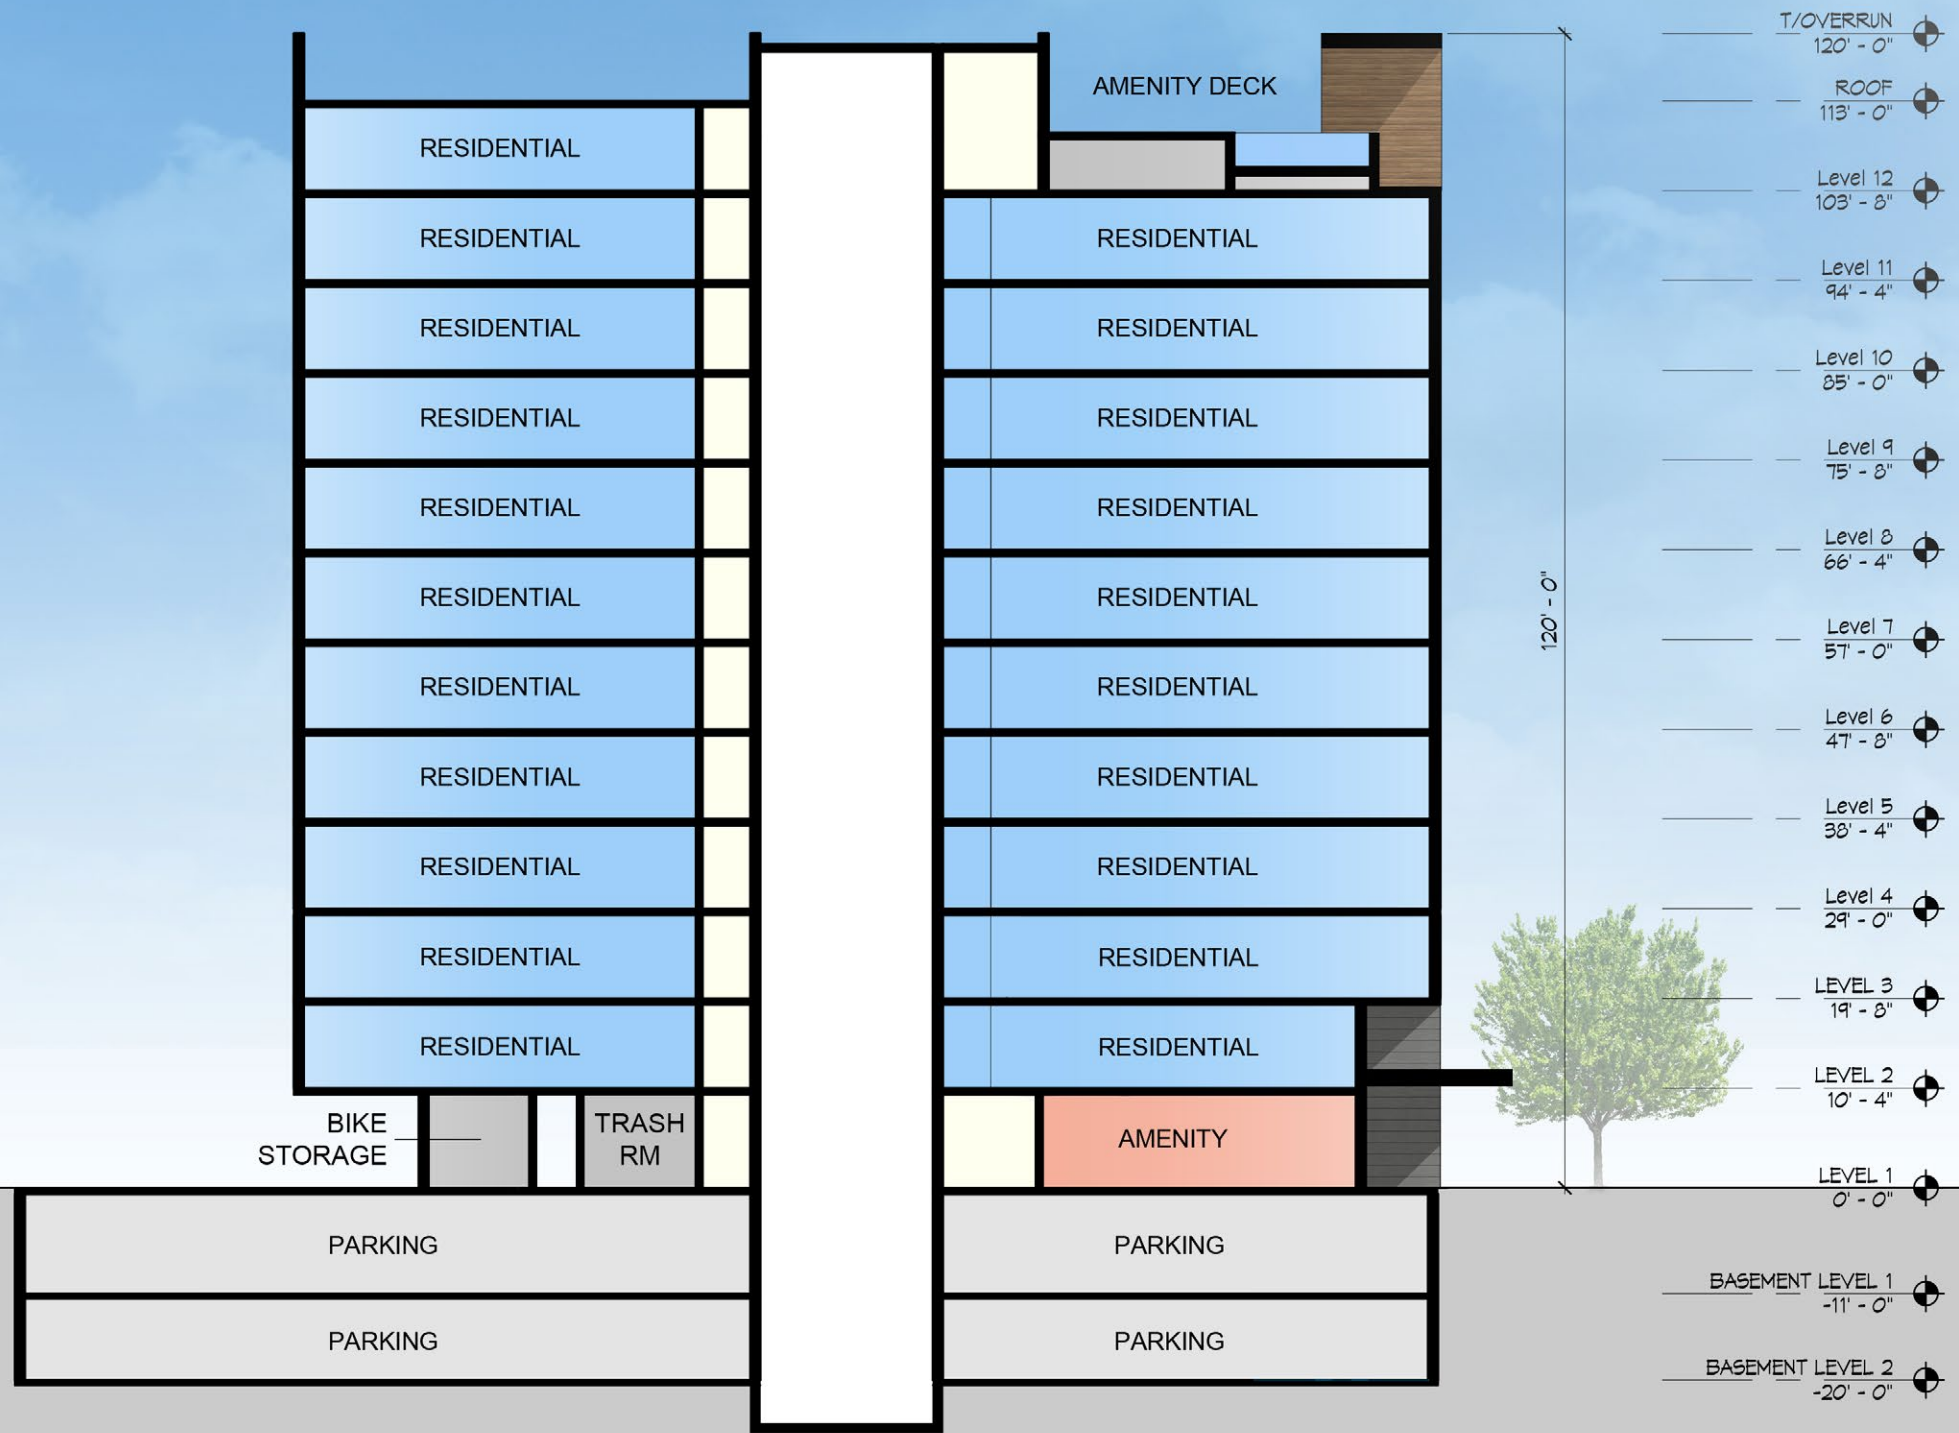 T/OVERRUN
120' - 0"
AMENITY DECK
ROOF
113' - 0"
RESIDENTIAL
Level 12
103' - 8"
RESIDENTIAL
RESIDENTIAL
Level 11
94' - 4"
RESIDENTIAL
RESIDENTIAL
Level 10
85' - 0"
RESIDENTIAL
RESIDENTIAL
Level 9
75' - 8"
RESIDENTIAL
RESIDENTIAL
Level 8
66' - 4"
RESIDENTIAL
RESIDENTIAL
120' - 0"
Level 7
57' - 0"
RESIDENTIAL
RESIDENTIAL
Level 6
47' - 8"
RESIDENTIAL
RESIDENTIAL
Level 5
38' - 4"
RESIDENTIAL
RESIDENTIAL
Level 4
29' - 0"
RESIDENTIAL
RESIDENTIAL
LEVEL 3
19' - 8"
RESIDENTIAL
RESIDENTIAL
LEVEL 2
10' - 4"
BIKE
STORAGE
TRASH
RM
AMENITY
LEVEL 1
0' - 0"
PARKING
PARKING
BASEMENT LEVEL 1
-11' - 0"
PARKING
PARKING
BASEMENT LEVEL 2
-20' - 0"